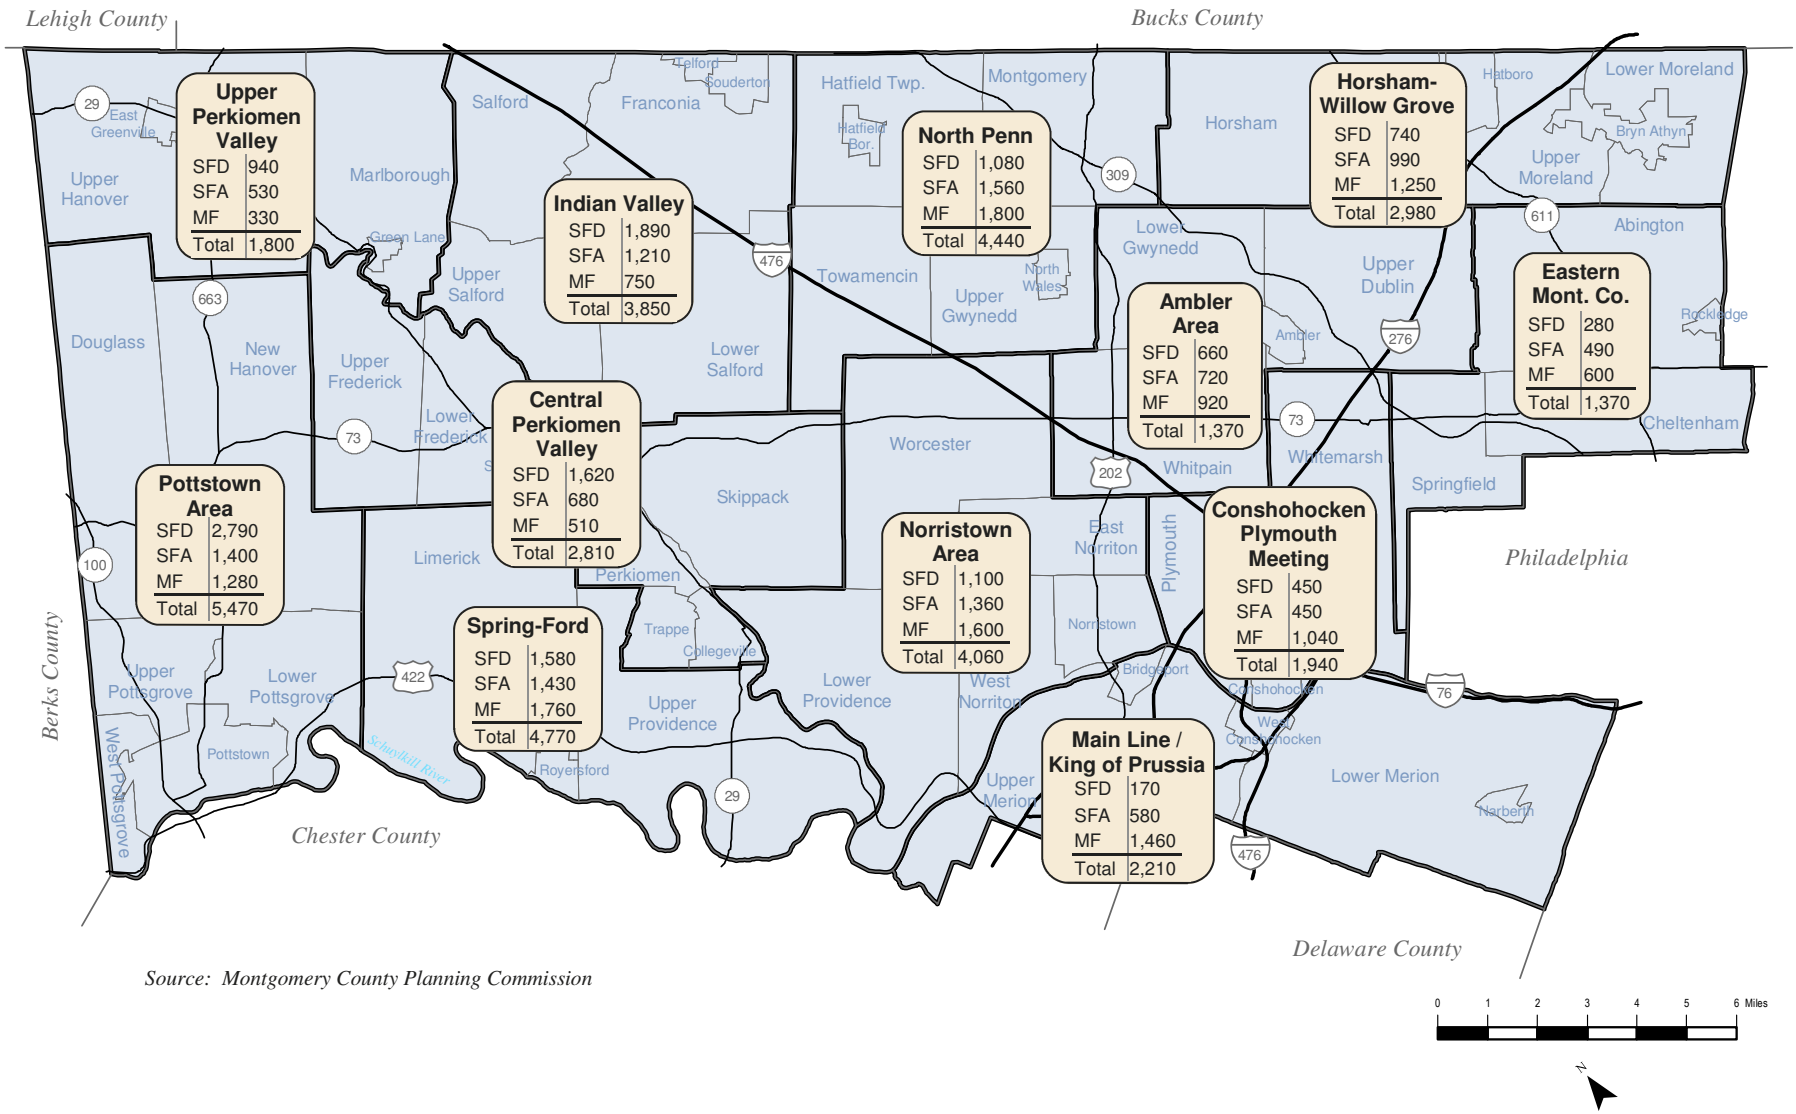 Lehigh County
Bucks County
Upper
Perkiomen
Valley
SFD 940
SFA 530
MF 330
Total 1,800
Indian Valley
SFD 1,890
SFA 1,210
MF 750
Total 3,850
North Penn
SFD 1,080
SFA 1,560
MF 1,800
Total 4,440
Horsham-
Willow Grove
SFD 740
SFA 990
MF 1,250
Total 2,980
Ambler
Area
SFD 660
SFA 720
MF 920
Total 1,370
Eastern
Mont. Co.
SFD 280
SFA 490
MF 600
Total 1,370
Central
Perkiomen
Valley
SFD 1,620
SFA 680
MF 510
Total 2,810
Pottstown
Area
SFD 2,790
SFA 1,400
MF 1,280
Total 5,470
Spring-Ford
SFD 1,580
SFA 1,430
MF 1,760
Total 4,770
Norristown
Area
SFD 1,100
SFA 1,360
MF 1,600
Total 4,060
Conshohocken
Plymouth
Meeting
SFD 450
SFA 450
MF 1,040
Total 1,940
Main Line /
King of Prussia
SFD 170
SFA 580
MF 1,460
Total 2,210
29
East
Greenville
Upper
Hanover
Marlborough
Green Lane
Salford
Franconia
Telford
Souderton
Hatfield Twp.
Hatfield
Bor.
Montgomery
309
Horsham
Hatboro
Lower Moreland
Bryn Athyn
Upper
Moreland
611
Abington
663
Douglass
New
Hanover
Upper
Frederick
Lower
Frederick
Upper
Salford
476
Lower
Salford
Towamencin
Upper
Gwynedd
North
Wales
Lower
Gwynedd
Upper
Dublin
276
Ambler
Rockledge
Cheltenham
73
S
Worcester
Skippack
202
Whitpain
73
Whitemarsh
Springfield
100
Limerick
Perkiomen
Trappe
Collegeville
East
Norriton
Plymouth
Norristown
Philadelphia
Berks County
Upper
Pottsgrove
Lower
Pottsgrove
422
Upper
Providence
Lower
Providence
West
Norriton
Bridgeport
Conshohocken
West
Conshohocken
76
West Pottsgrove
Pottstown
Schuylkill River
Royersford
29
Upper
Merion
Lower Merion
Narberth
476
Chester County
Delaware County
Source: Montgomery County Planning Commission
0 1 2 3 4 5 6 Miles
N